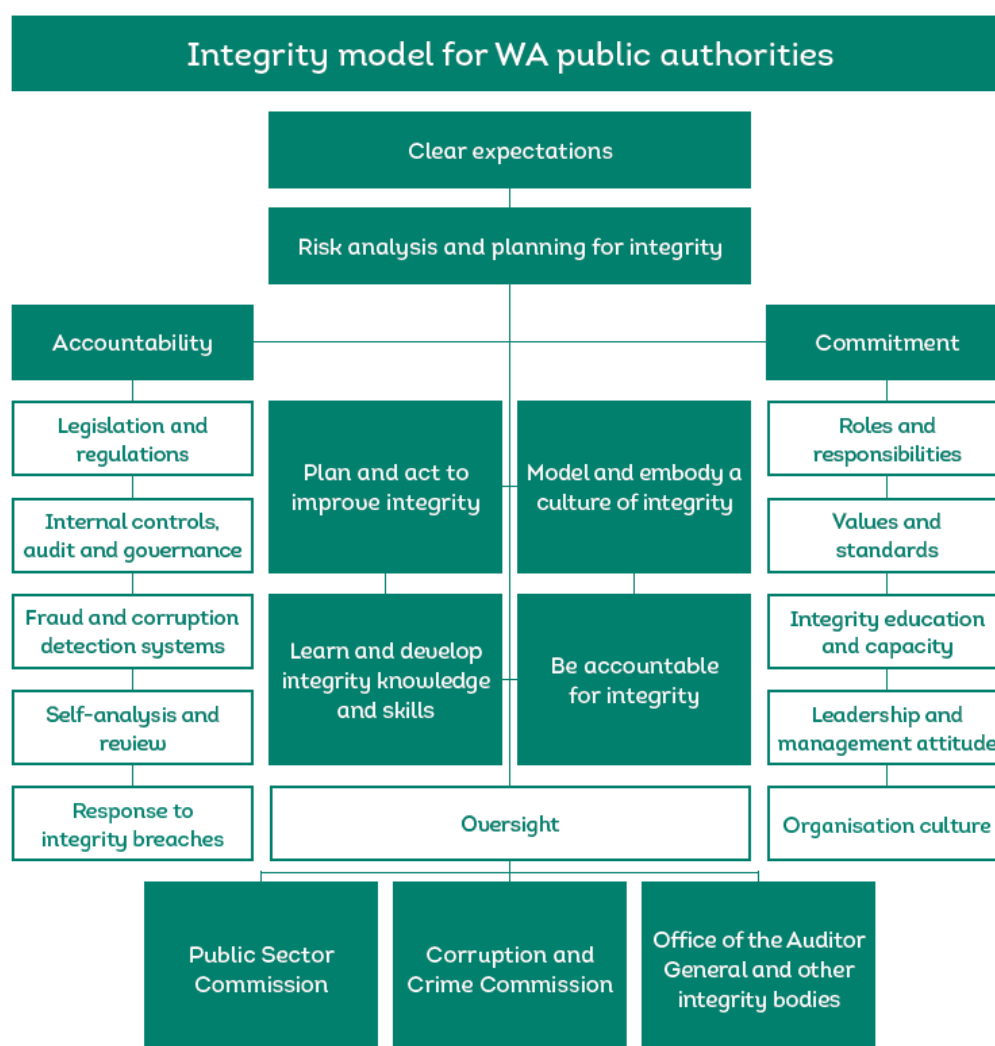 Integrity model for WA public authorities
Clear expectations
Risk analysis and planning for integrity
Accountability
Legislation and
regulations
Internal controls,
audit and governance
Fraud and corruption
detection systems
Self-analysis and
review
Response to
integrity breaches
Plan and act to
improve integrity
Model and embody a
culture of integrity
Learn and develop
integrity knowledge
and skills
Be accountable
for integrity
Commitment
Roles and
responsibilities
Values and
standards
Integrity education
and capacity
Leadership and
management attitude
Organisation culture
Oversight
Public Sector
Commission
Corruption and
Crime Commission
Office of the Auditor
General and other
integrity bodies